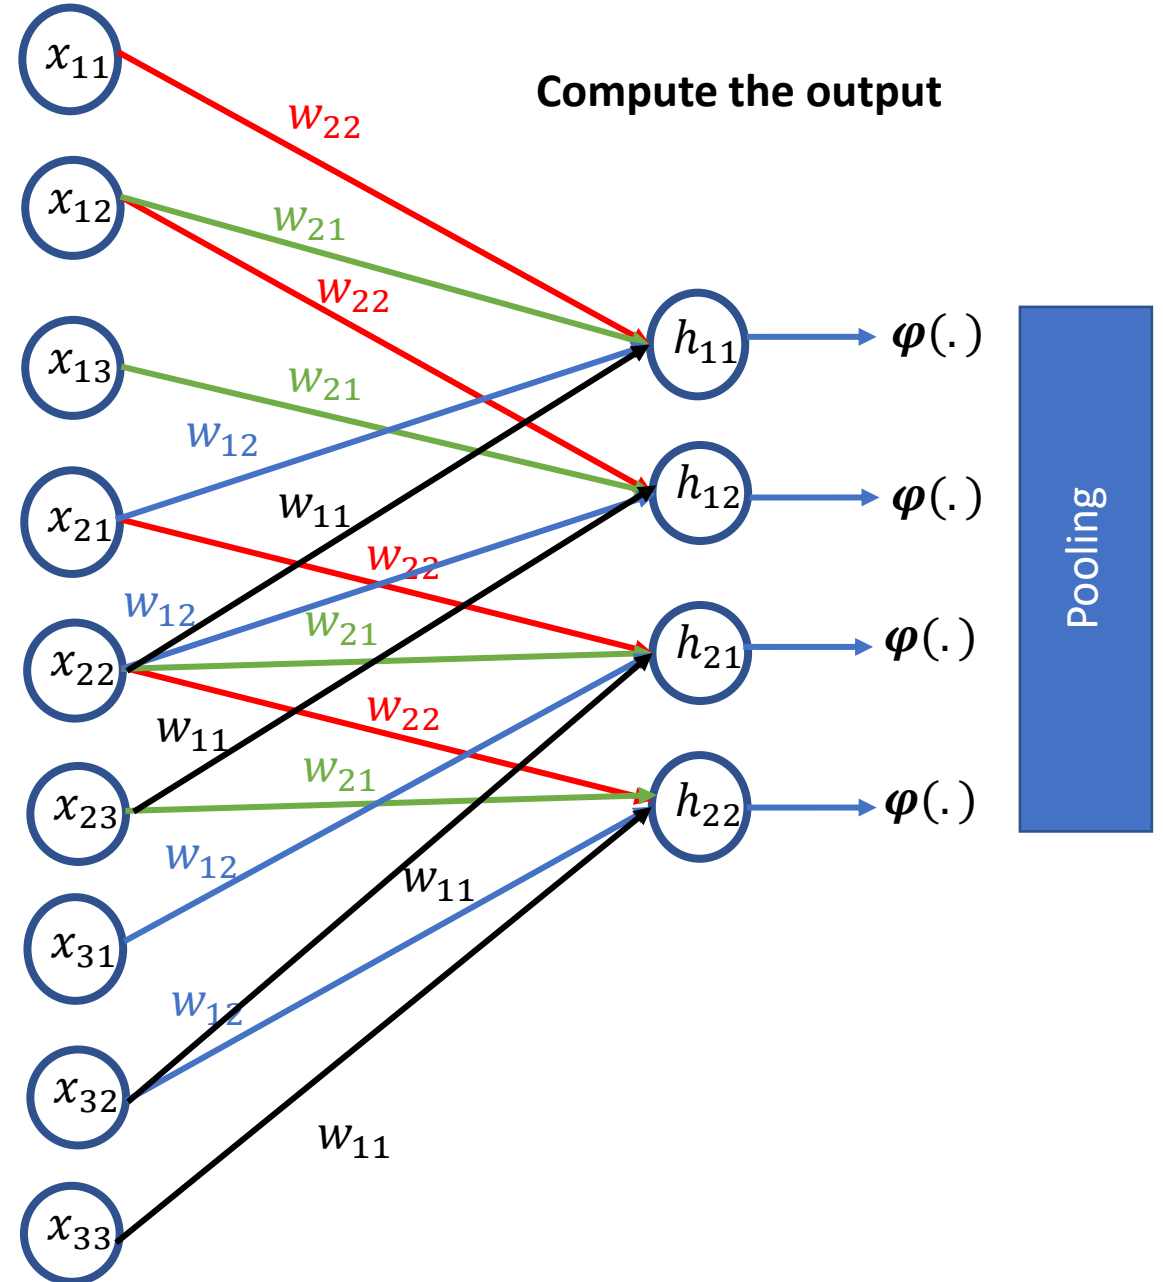 x₁₁
Compute the output
w₂₂
x₁₂
w₂₁
w₂₂
h₁₁
φ(.)
x₁₃
w₂₁
w₁₂
h₁₂
φ(.)
w₁₁
x₂₁
w₂₂
Pooling
w₁₂
w₂₁
h₂₁
φ(.)
x₂₂
w₂₂
w₁₁
w₂₁
x₂₃
h₂₂
φ(.)
w₁₂
w₁₁
x₃₁
w₁₂
x₃₂
w₁₁
x₃₃